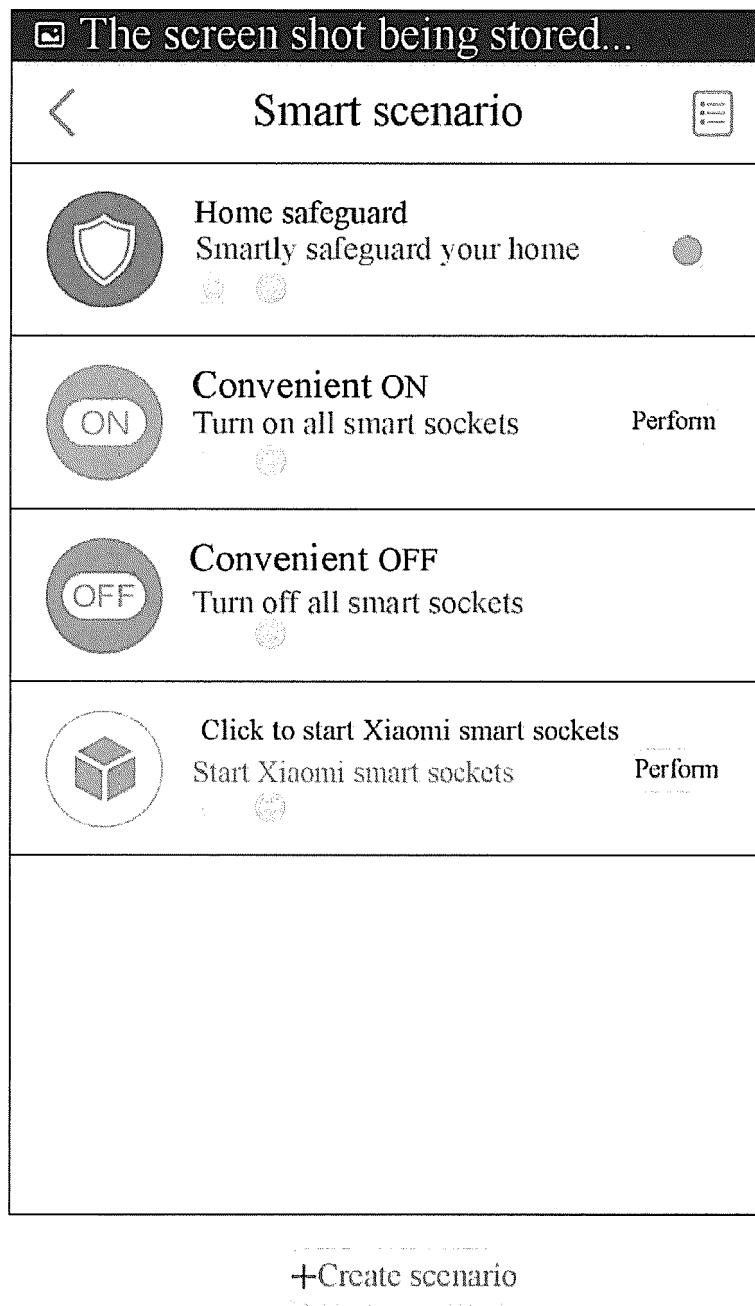 The screen shot being stored...
Smart scenario
Home safeguard
Smartly safeguard your home
ON
Convenient ON
Turn on all smart sockets
Perform
OFF
Convenient OFF
Turn off all smart sockets
Click to start Xiaomi smart sockets
Start Xiaomi smart sockets
Perform
+Create scenario